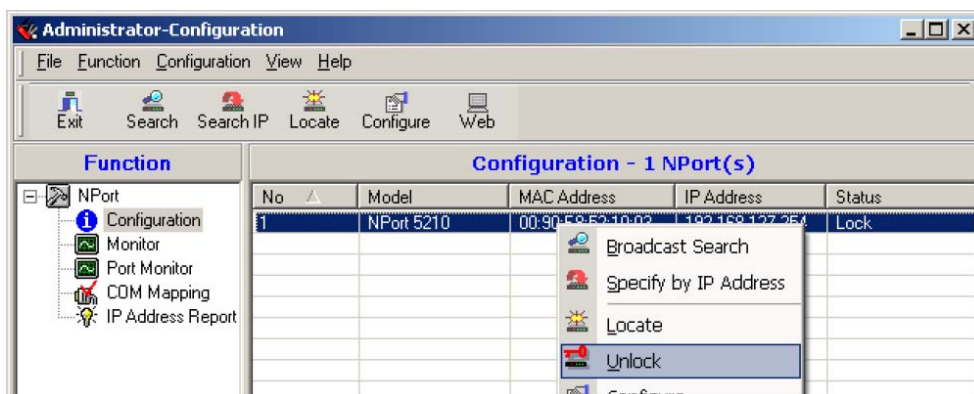 Administrator-Configuration
File Function Configuration View Help
Exit Search Search IP Locate Configure Web
Function
Configuration - 1 NPort(s)
NPort
Configuration
Monitor
Port Monitor
COM Mapping
IP Address Report
No Model MAC Address IP Address Status
1 NPort 5210 Lock
Broadcast Search
Specify by IP Address
Locate
Unlock
Configure